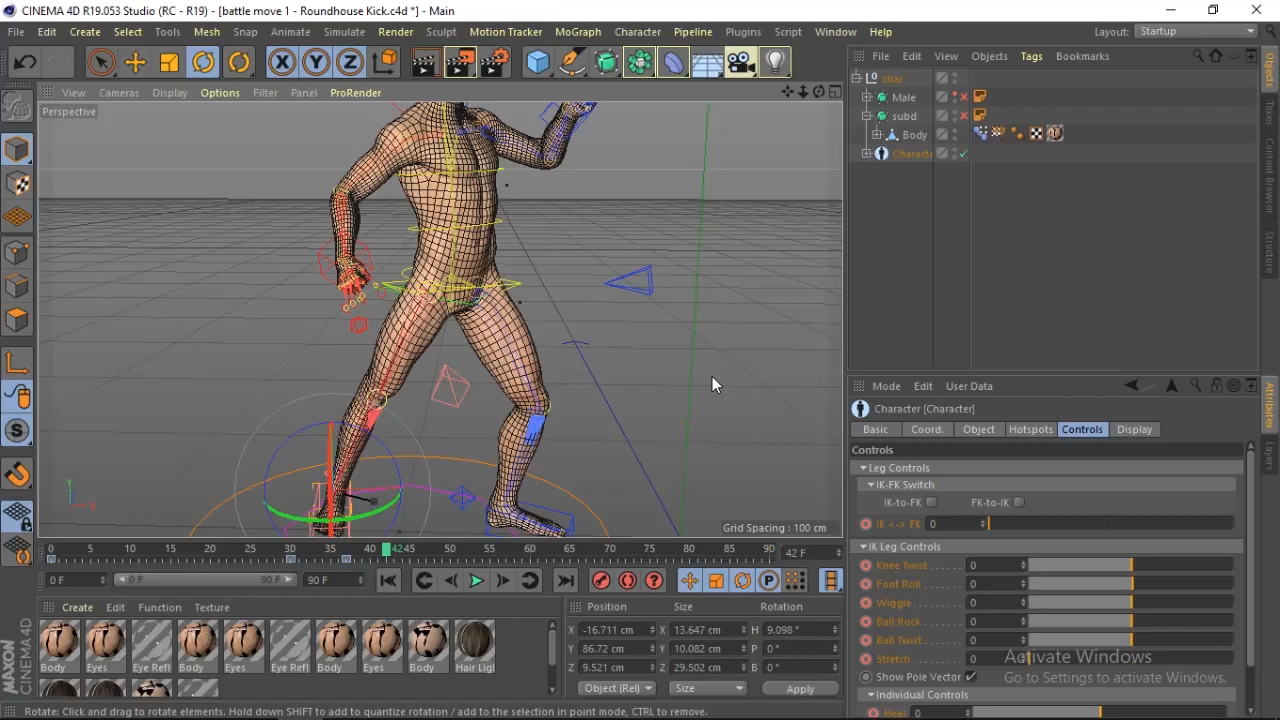 CINEMA 4D R19.053 Studio (RC - R19) - [battle move 1 - Roundhouse Kick.c4d *] - Main
File Edit Create Select Tools Mesh Snap Animate Simulate Render Sculpt Motion Tracker MoGraph Character Pipeline Plugins Script Window Help Layout: Startup
X Y Z
File Edit View Objects Tags Bookmarks
View Cameras Display Options Filter Panel ProRender
Perspective
char
Male
subd
Body
Charact
Objects
Takes
Content Browser
Structure
Mode Edit User Data
Character [Character]
Basic Coord. Object Hotspots Controls Display
Controls
Leg Controls
IK-FK Switch
IK-to-FK FK-to-IK
IK <-> FK 0
IK Leg Controls
Knee Twist 0
Foot Roll 0
Wiggle 0
Ball Rock 0
Ball Twist 0
Stretch 0
Show Pole Vector
Individual Controls
Heel 0
Attributes
Layers
Activate Windows
Go to Settings to activate Windows.
Grid Spacing : 100 cm
0 5 10 15 20 25 30 35 40 42 45 50 55 60 65 70 75 80 85 90 42 F
0 F 0 F 90 F 90 F
Create Edit Function Texture
Body Eyes Eye Refl Body Eyes Eye Refl Body Eyes Body Hair Ligl
Position Size Rotation
X -16.711 cm X 13.647 cm H 9.098 °
Y 86.72 cm Y 10.082 cm P 0 °
Z 9.521 cm Z 29.502 cm B 0 °
Object (Rel) Size Apply
MAXON
CINEMA 4D
Rotate: Click and drag to rotate elements. Hold down SHIFT to add to quantize rotation / add to the selection in point mode, CTRL to remove.